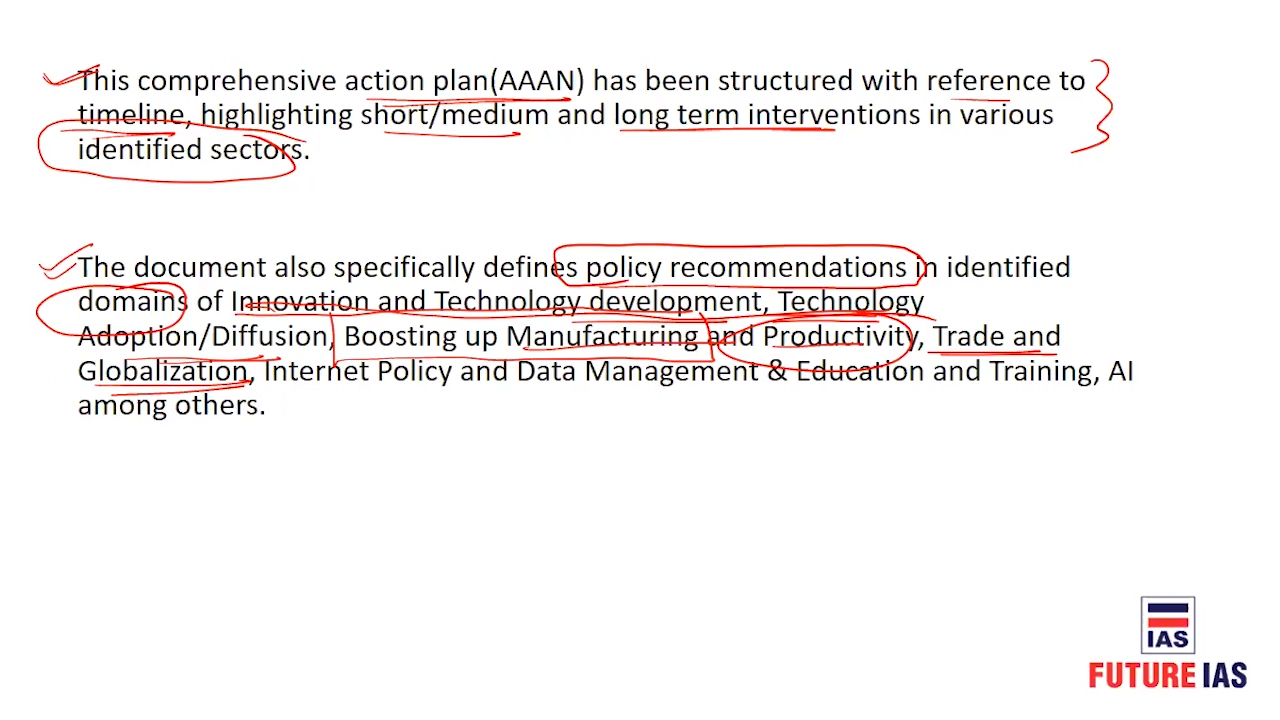 This comprehensive action plan(AAAN) has been structured with reference to
timeline, highlighting short/medium and long term interventions in various
identified sectors.
The document also specifically defines policy recommendations in identified
domains of Innovation and Technology development, Technology
Adoption/Diffusion, Boosting up Manufacturing and Productivity, Trade and
Globalization, Internet Policy and Data Management & Education and Training, AI
among others.
IAS
FUTURE IAS